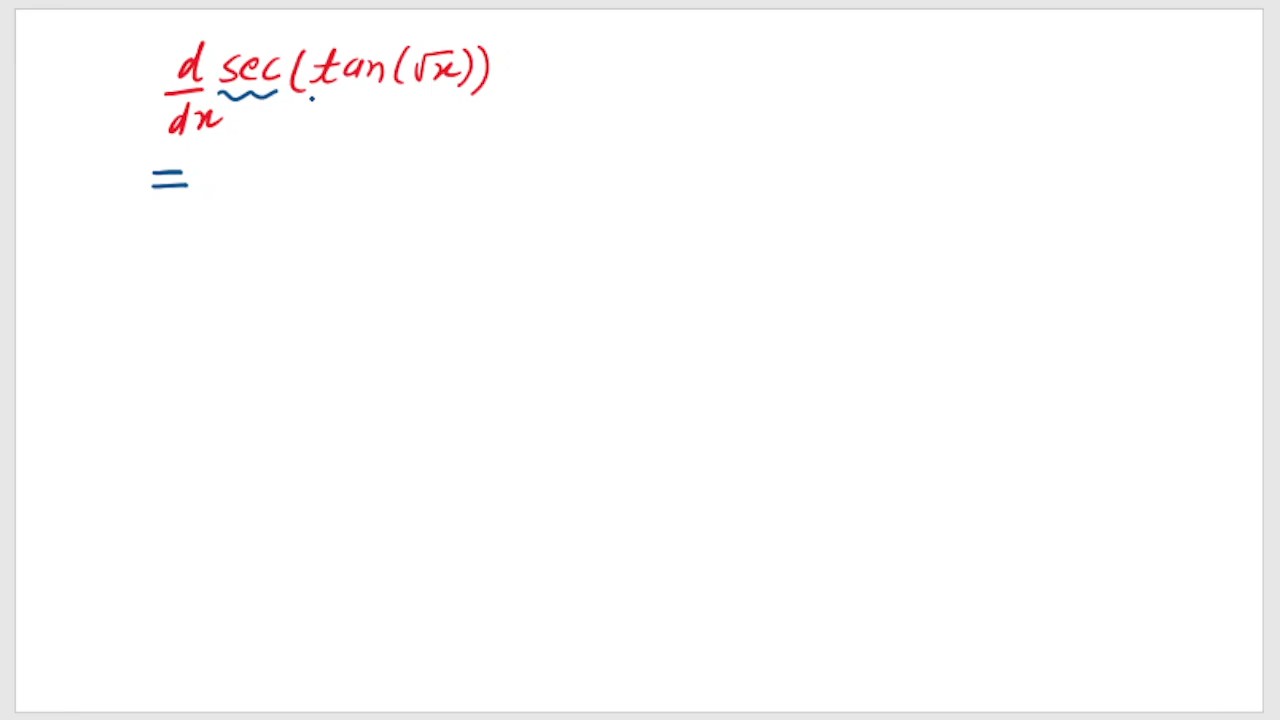 d/dx sec(tan(√x))
=